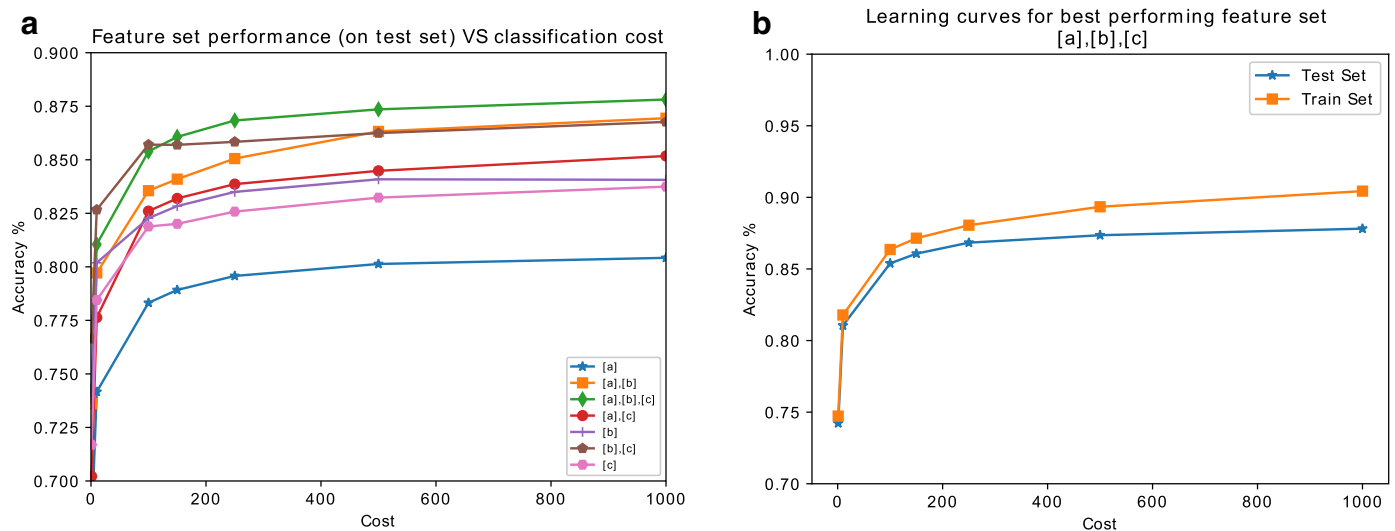 a
Feature set performance (on test set) VS classification cost
0.900
0.875
0.850
0.825
0.800
0.775
0.750
0.725
0.700
Accuracy %
0
200
400
600
800
1000
Cost
[a]
[a],[b]
[a],[b],[c]
[a],[c]
[b]
[b],[c]
[c]
b
Learning curves for best performing feature set
[a],[b],[c]
1.00
0.95
0.90
0.85
0.80
0.75
0.70
Accuracy %
0
200
400
600
800
1000
Cost
Test Set
Train Set